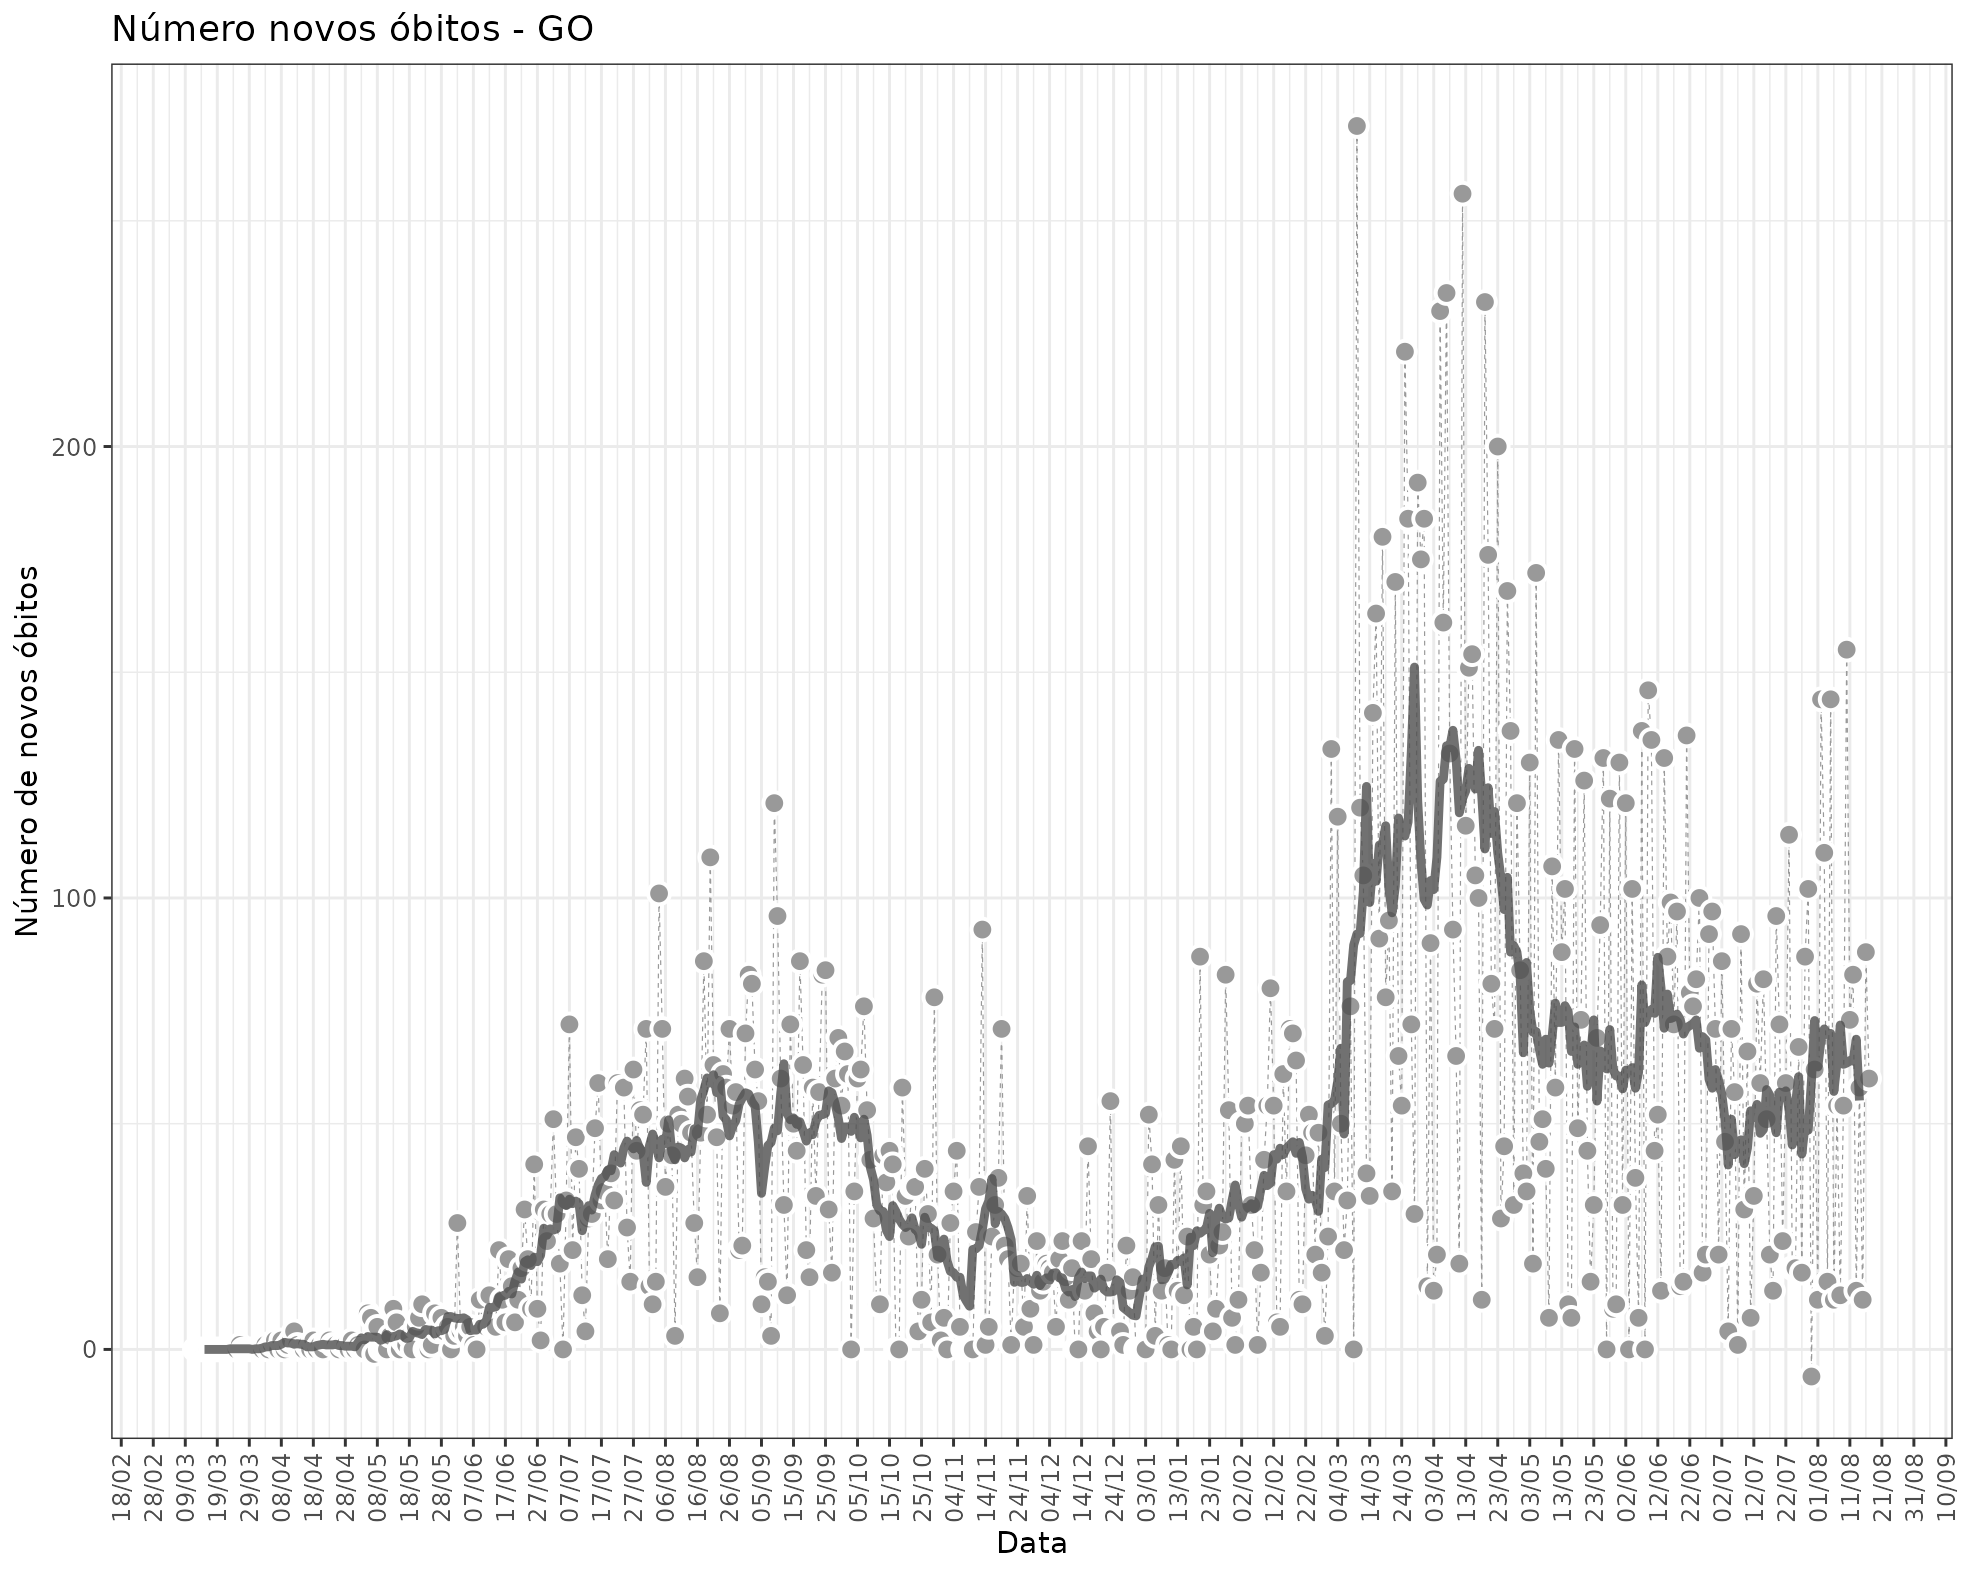 Número novos óbitos - GO
Número de novos óbitos
200
100
0
18/02 28/02 09/03 19/03 29/03 08/04 18/04 28/04 08/05 18/05 28/05 07/06 17/06 27/06 07/07 17/07 27/07 06/08 16/08 26/08 05/09 15/09 25/09 05/10 15/10 25/10 04/11 14/11 24/11 04/12 14/12 24/12 03/01 13/01 23/01 02/02 12/02 22/02 04/03 14/03 24/03 03/04 13/04 23/04 03/05 13/05 23/05 02/06 12/06 22/06 02/07 12/07 22/07 01/08 11/08 21/08 31/08 10/09
Data